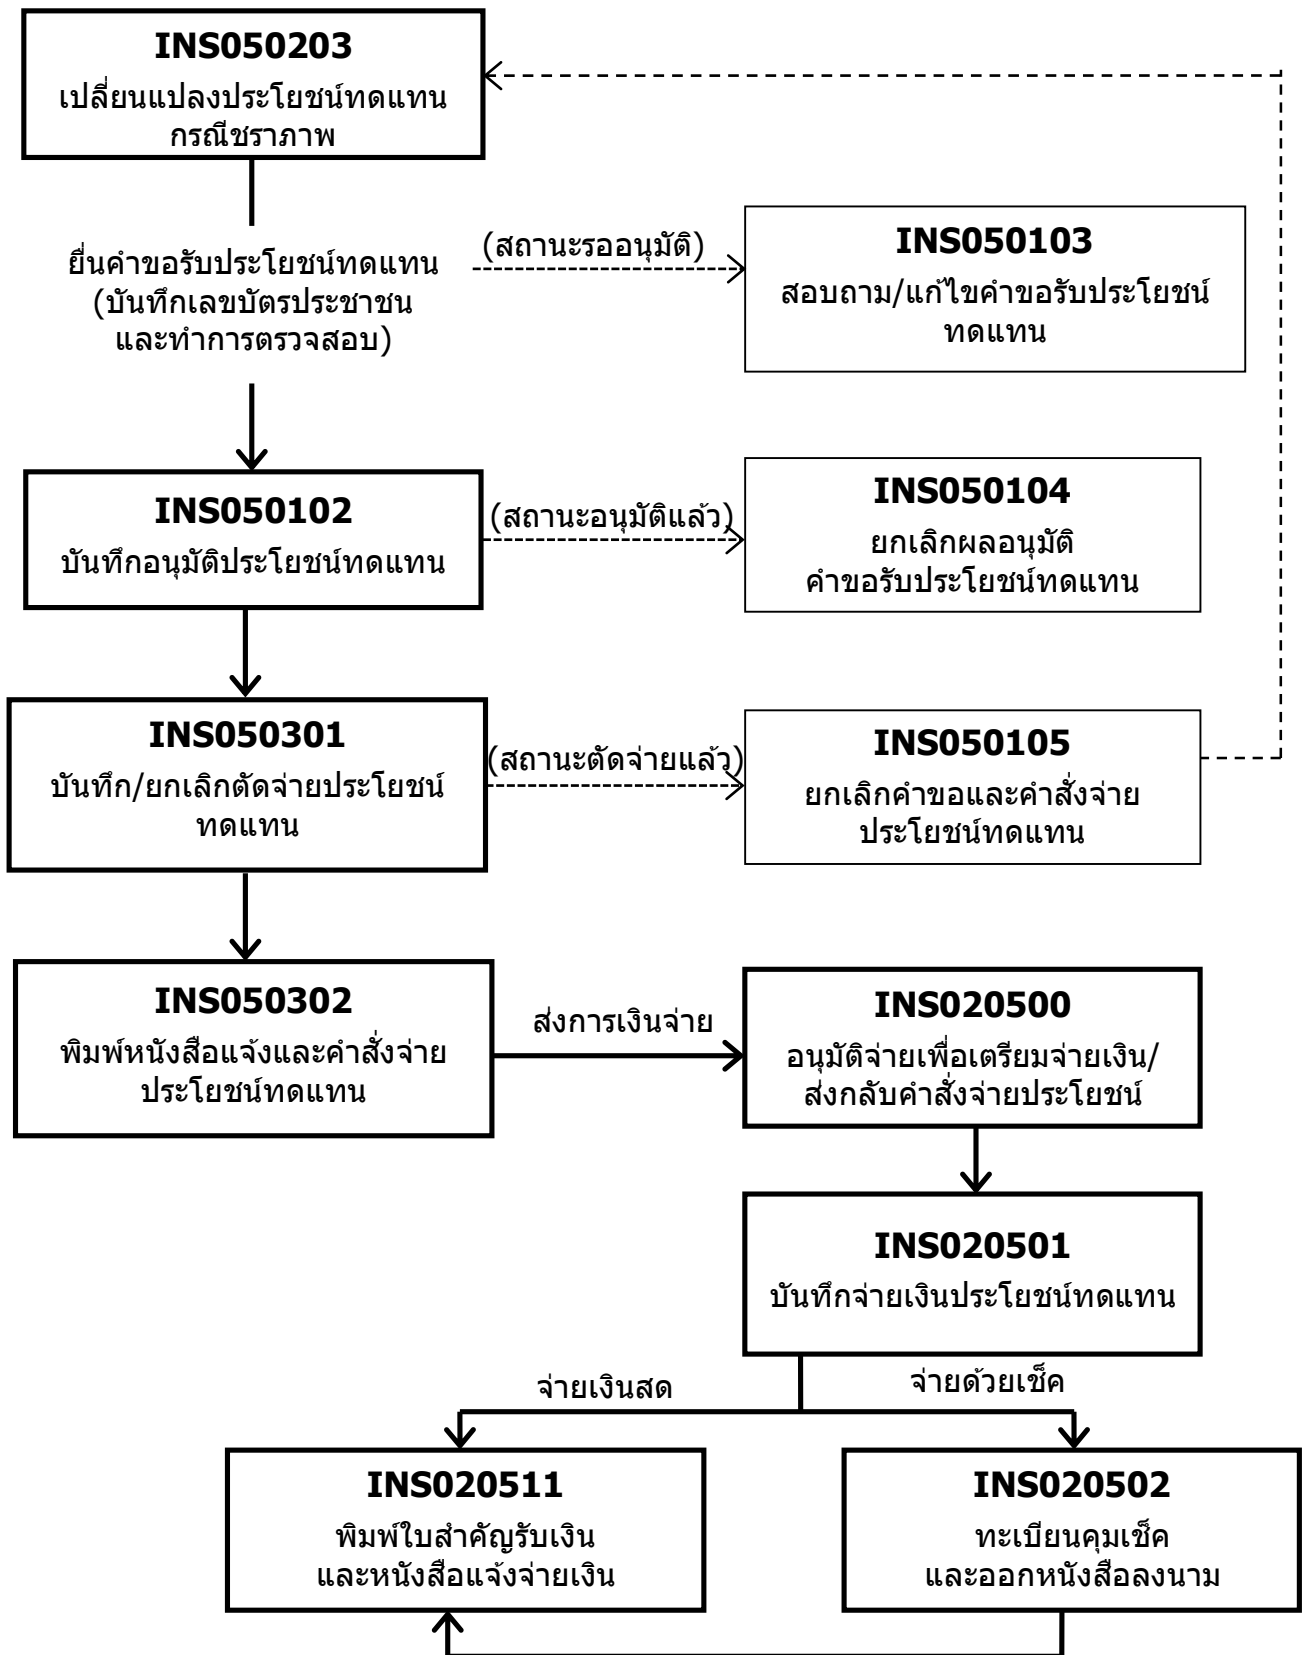 INS050203
เปลี่ยนแปลงประโยชน์ทดแทน
กรณีชราภาพ
ยื่นคำขอรับประโยชน์ทดแทน
(บันทึกเลขบัตรประชาชน
และทำการตรวจสอบ)
(สถานะรออนุมัติ)
INS050103
สอบถาม/แก้ไขคำขอรับประโยชน์
ทดแทน
INS050102
บันทึกอนุมัติประโยชน์ทดแทน
(สถานะอนุมัติแล้ว)
INS050104
ยกเลิกผลอนุมัติ
คำขอรับประโยชน์ทดแทน
INS050301
บันทึก/ยกเลิกตัดจ่ายประโยชน์
ทดแทน
(สถานะตัดจ่ายแล้ว)
INS050105
ยกเลิกคำขอและคำสั่งจ่าย
ประโยชน์ทดแทน
INS050302
พิมพ์หนังสือแจ้งและคำสั่งจ่าย
ประโยชน์ทดแทน
ส่งการเงินจ่าย
INS020500
อนุมัติจ่ายเพื่อเตรียมจ่ายเงิน/
ส่งกลับคำสั่งจ่ายประโยชน์
INS020501
บันทึกจ่ายเงินประโยชน์ทดแทน
จ่ายเงินสด
จ่ายด้วยเช็ค
INS020511
พิมพ์ใบสำคัญรับเงิน
และหนังสือแจ้งจ่ายเงิน
INS020502
ทะเบียนคุมเช็ค
และออกหนังสือลงนาม